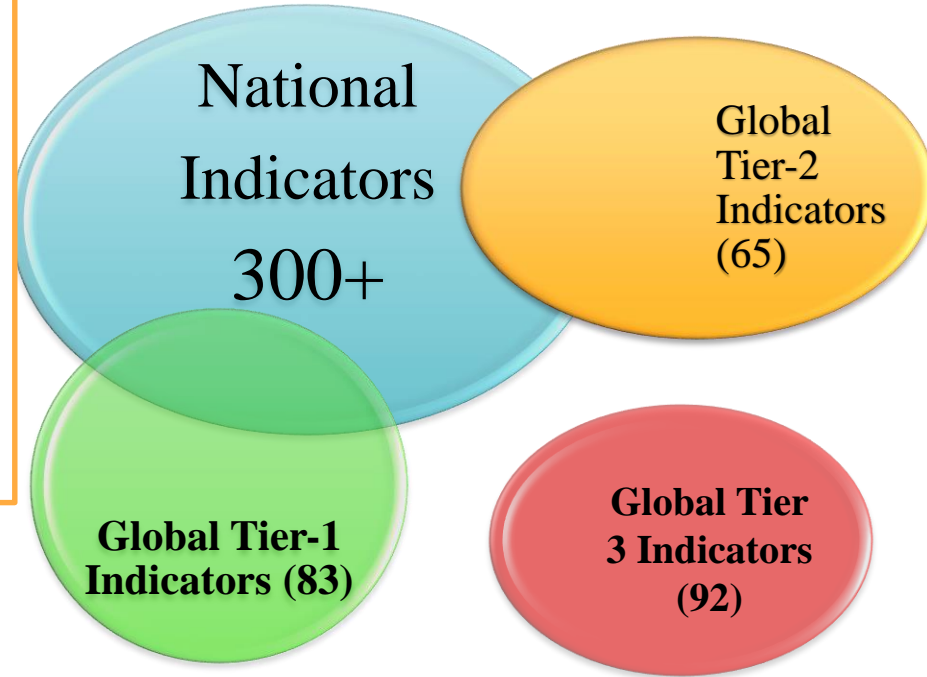 National
Indicators
300+
Global
Tier-2
Indicators
(65)
Global Tier-1
Indicators (83)
Global Tier
3 Indicators
(92)